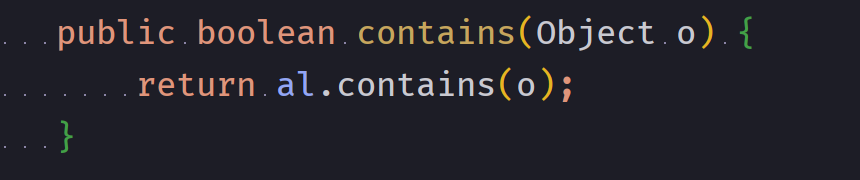 public boolean contains(Object o) {
        return al.contains(o);
    }